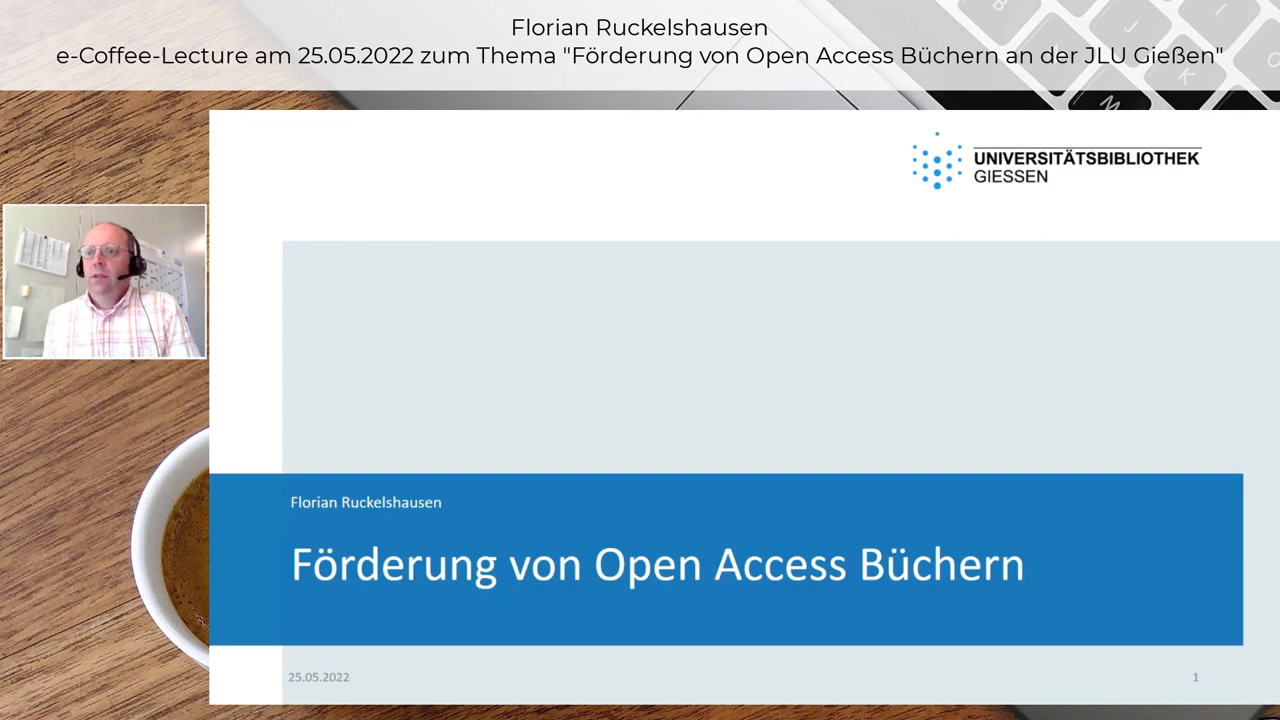 Florian Ruckelshausen
e-Coffee-Lecture am 25.05.2022 zum Thema "Förderung von Open Access Büchern an der JLU Gießen"
UNIVERSITÄTSBIBLIOTHEK
GIESSEN
Florian Ruckelshausen
Förderung von Open Access Büchern
25.05.2022
1